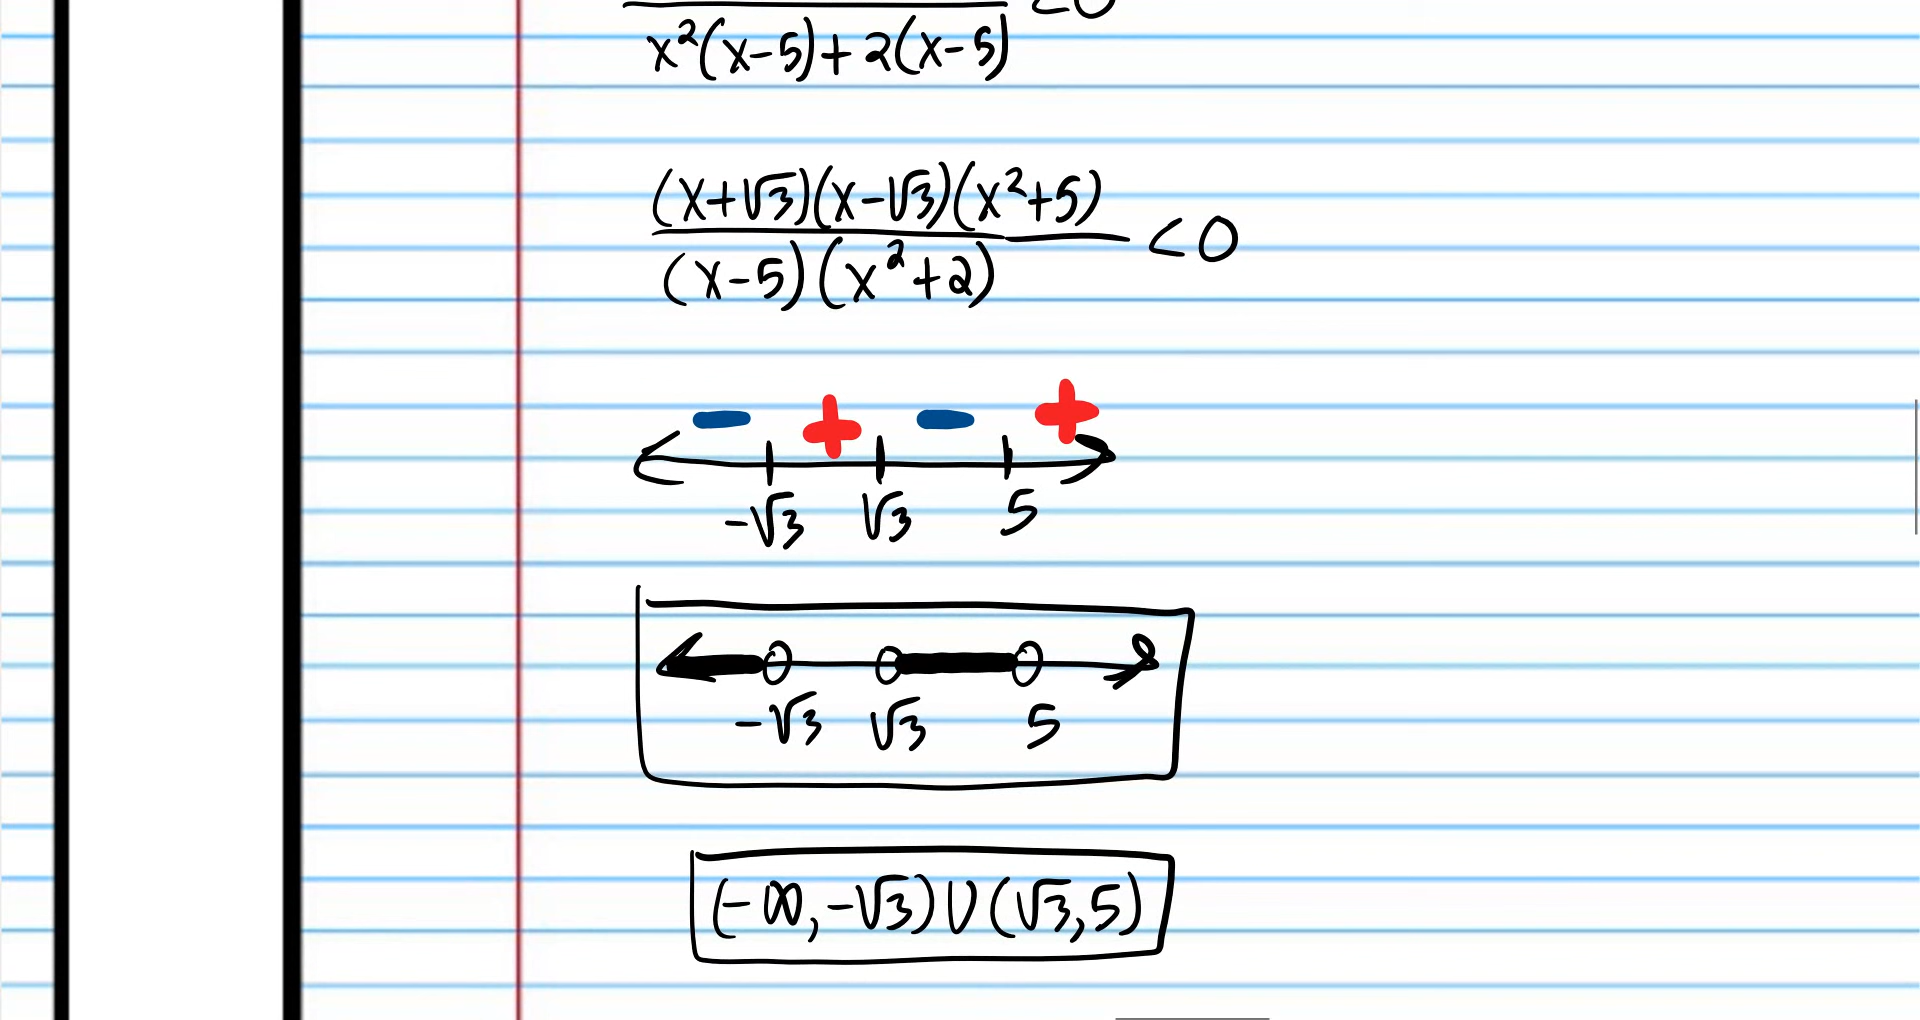 <0
x²(x-5)+2(x-5)
(x+√3)(x-√3)(x²+5)
<0
(x-5)(x²+2)
- + - +
-√3 √3 5
-√3 √3 5
(-∞,-√3)∪(√3,5)